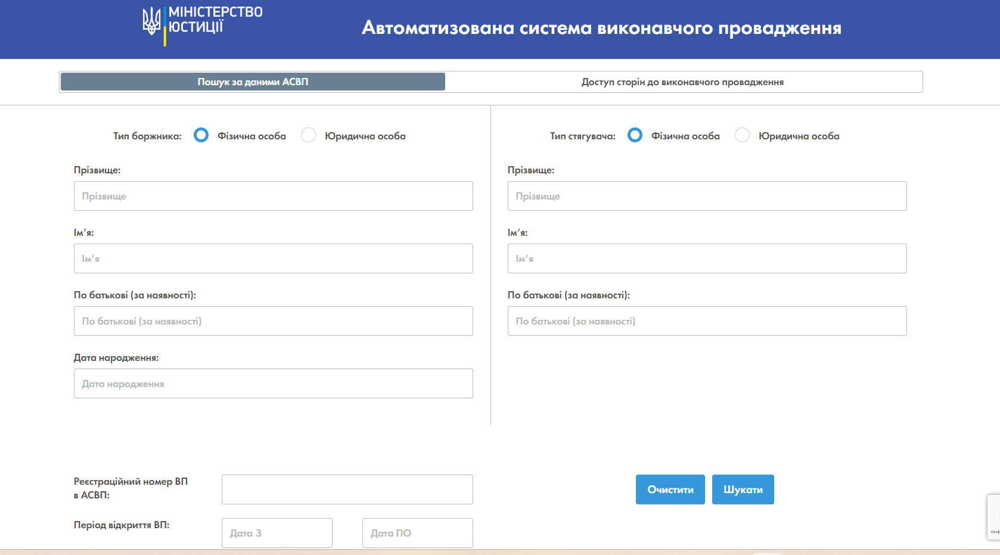 МІНІСТЕРСТВО
ЮСТИЦІЇ
Автоматизована система виконавчого провадження
Пошук за даними АСВП
Доступ сторін до виконавчого провадження
Тип боржника:
Фізична особа
Юридична особа
Прізвище:
Прізвище
Ім’я:
Ім’я
По батькові (за наявності):
По батькові (за наявності)
Дата народження:
Дата народження
Тип стягувача:
Фізична особа
Юридична особа
Прізвище:
Прізвище
Ім’я:
Ім’я
По батькові (за наявності):
По батькові (за наявності)
Реєстраційний номер ВП
в АСВП:
Очистити
Шукати
Період відкриття ВП:
Дата З
Дата ПО